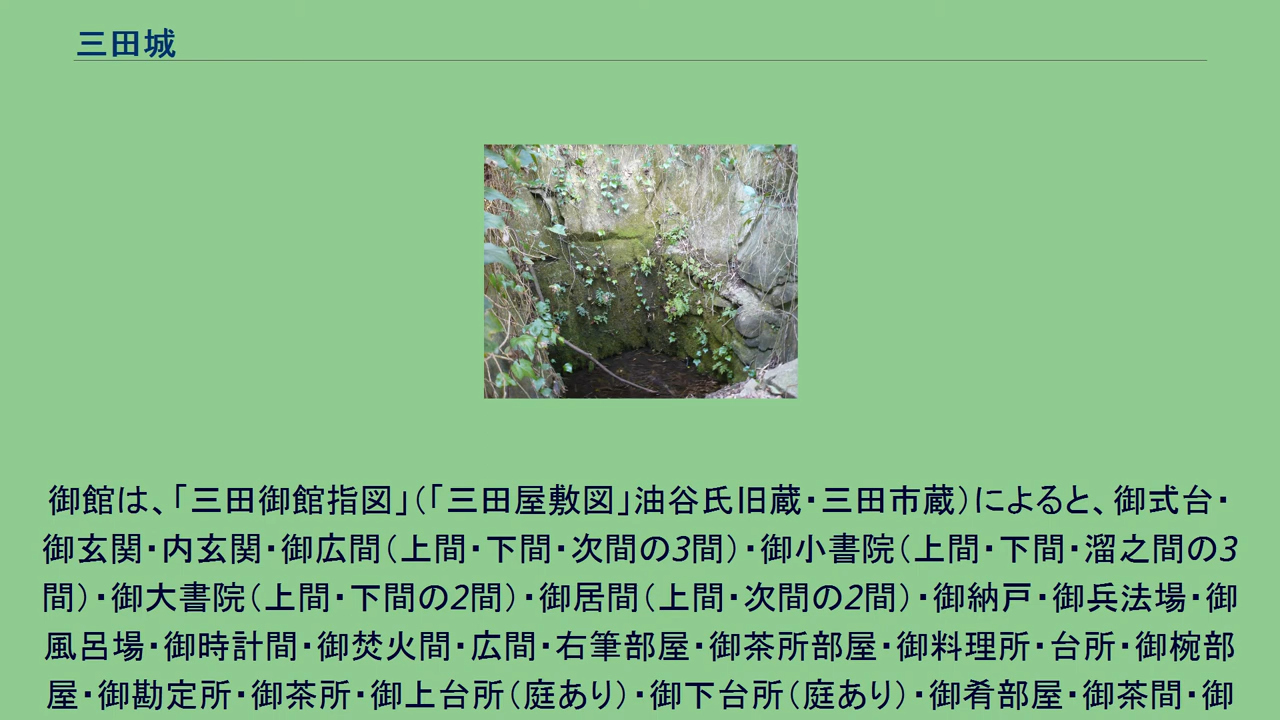 三田城
御館は、「三田御館指図」(「三田屋敷図」油谷氏旧蔵・三田市蔵)によると、御式台・
御玄関・内玄関・御広間(上間・下間・次間の3間)・御小書院(上間・下間・溜之間の3
間)・御大書院(上間・下間の2間)・御居間(上間・次間の2間)・御納戸・御兵法場・御
風呂場・御時計間・御焚火間・広間・右筆部屋・御茶所部屋・御料理所・台所・御椀部
屋・御勘定所・御茶所・御上台所(庭あり)・御下台所(庭あり)・御肴部屋・御茶間・御